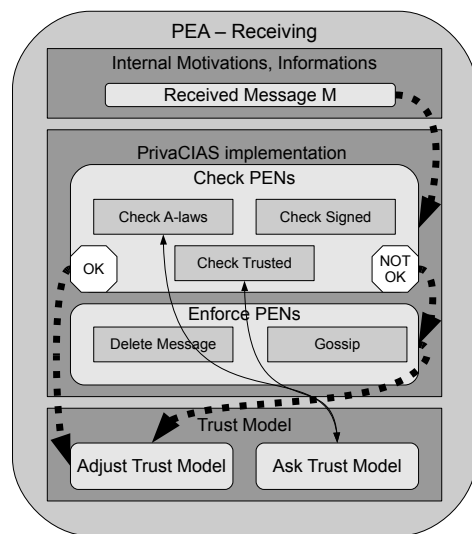 PEA – Receiving
Internal Motivations, Informations
Received Message M
PrivaCIAS implementation
Check PENs
Check A-laws
Check Signed
OK
Check Trusted
NOT
OK
Enforce PENs
Delete Message
Gossip
Trust Model
Adjust Trust Model
Ask Trust Model